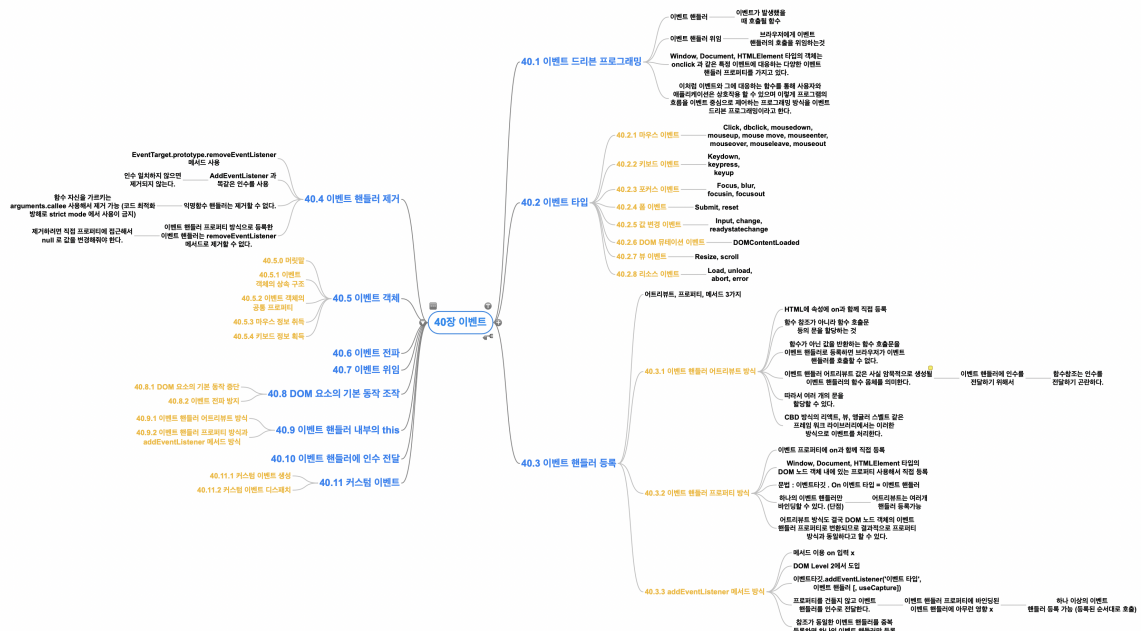 40장 이벤트
40.1 이벤트 드리븐 프로그래밍
이벤트 핸들러
이벤트가 발생했을
때 호출될 함수
이벤트 핸들러 위임
브라우저에게 이벤트
핸들러의 호출을 위임하는것
Window, Document, HTMLElement 타입의 객체는
onclick 과 같은 특정 이벤트에 대응하는 다양한 이벤트
핸들러 프로퍼티를 가지고 있다.
이처럼 이벤트와 그에 대응하는 함수를 통해 사용자와
애플리케이션은 상호작용 할 수 있으며 이렇게 프로그램의
흐름을 이벤트 중심으로 제어하는 프로그래밍 방식을 이벤트
드리븐 프로그래밍이라고 한다.
40.2 이벤트 타입
40.2.1 마우스 이벤트
Click, dbclick, mousedown,
mouseup, mouse move, mouseenter,
mouseover, mouseleave, mouseout
40.2.2 키보드 이벤트
Keydown,
keypress,
keyup
40.2.3 포커스 이벤트
Focus, blur,
focusin, focusout
40.2.4 폼 이벤트
Submit, reset
40.2.5 값 변경 이벤트
Input, change,
readystatechange
40.2.6 DOM 뮤테이션 이벤트
DOMContentLoaded
40.2.7 뷰 이벤트
Resize, scroll
40.2.8 리소스 이벤트
Load, unload,
abort, error
40.3 이벤트 핸들러 등록
어트리뷰트, 프로퍼티, 메서드 3가지
40.3.1 이벤트 핸들러 어트리뷰트 방식
HTML에 속성에 on과 함께 직접 등록
함수 참조가 아니라 함수 호출문
등의 문을 할당하는 것
함수가 아닌 값을 반환하는 함수 호출문을
이벤트 핸들러로 등록하면 브라우저가 이벤트
핸들러를 호출할 수 없다.
이벤트 핸들러 어트리뷰트 값은 사실 암묵적으로 생성될
이벤트 핸들러의 함수 몸체를 의미한다.
이벤트 핸들러에 인수를
전달하기 위해서
함수참조는 인수를
전달하기 곤란하다.
따라서 여러 개의 문을
할당할 수 있다.
CBD 방식의 리액트, 뷰, 앵귤러 스벨트 같은
프레임 워크 라이브러리에서는 이러한
방식으로 이벤트를 처리한다.
40.3.2 이벤트 핸들러 프로퍼티 방식
이벤트 프로퍼티에 on과 함께 직접 등록
Window, Document, HTMLElement 타입의
DOM 노드 객체 내에 있는 프로퍼티 사용해서 직접 등록
문법 : 이벤트타깃 . On 이벤트 타입 = 이벤트 핸들러
하나의 이벤트 핸들러만
바인딩할 수 있다. (단점)
어트리뷰트는 여러개
핸들러 등록가능
어트리뷰트 방식도 결국 DOM 노드 객체의 이벤트
핸들러 프로퍼티로 변환되므로 결과적으로 프로퍼티
방식과 동일하다고 할 수 있다.
40.3.3 addEventListener 메서드 방식
메서드 이용 on 입력 x
DOM Level 2에서 도입
이벤트타깃.addEventListener('이벤트 타입',
이벤트 핸들러 [, useCapture])
프로퍼티를 건들지 않고 이벤트
핸들러를 인수로 전달한다.
이벤트 핸들러 프로퍼티에 바인딩된
이벤트 핸들러에 아무런 영향 x
하나 이상의 이벤트
핸들러 등록 가능 (등록된 순서대로 호출)
참조가 동일한 이벤트 핸들러를 중복
40.4 이벤트 핸들러 제거
EventTarget.prototype.removeEventListener
메서드 사용
AddEventListener 과
똑같은 인수를 사용
인수 일치하지 않으면
제거되지 않는다.
익명함수 핸들러는 제거할 수 없다.
함수 자신을 가르키는
arguments.callee 사용해서 제거 가능 (코드 최적화
방해로 strict mode 에서 사용이 금지)
이벤트 핸들러 프로퍼티 방식으로 등록한
이벤트 핸들러는 removeEventListener
메서드로 제거할 수 없다.
제거하려면 직접 프로퍼티에 접근해서
null 로 값을 변경해줘야 한다.
40.5 이벤트 객체
40.5.0 머릿말
40.5.1 이벤트
객체의 상속 구조
40.5.2 이벤트 객체의
공통 프로퍼티
40.5.3 마우스 정보 취득
40.5.4 키보드 정보 획득
40.6 이벤트 전파
40.7 이벤트 위임
40.8 DOM 요소의 기본 동작 조작
40.8.1 DOM 요소의 기본 동작 중단
40.8.2 이벤트 전파 방지
40.9 이벤트 핸들러 내부의 this
40.9.1 이벤트 핸들러 어트리뷰트 방식
40.9.2 이벤트 핸들러 프로퍼티 방식과
addEventListener 메서드 방식
40.10 이벤트 핸들러에 인수 전달
40.11 커스텀 이벤트
40.11.1 커스텀 이벤트 생성
40.11.2 커스텀 이벤트 디스패치